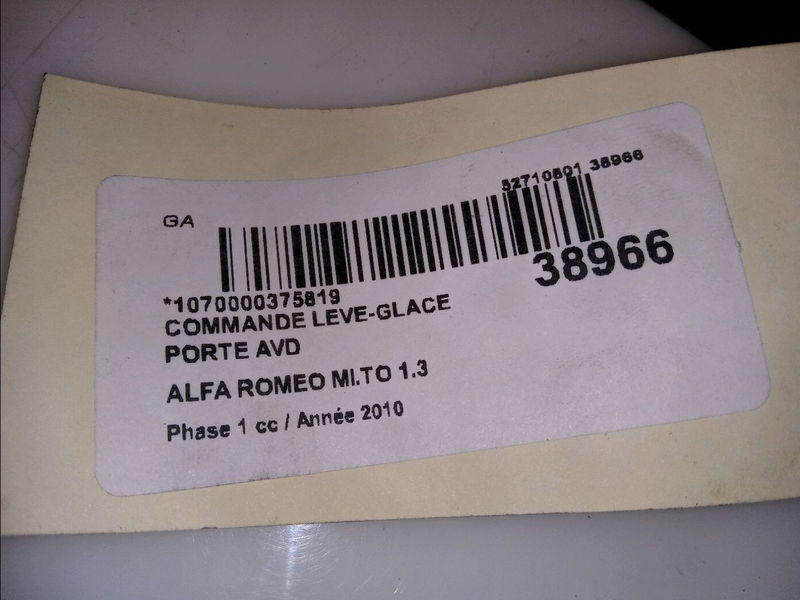 52710801 38966
GA
38966
*1070000375819
COMMANDE LEVE-GLACE
PORTE AVD
ALFA ROMEO MI.TO 1.3
Phase 1 cc / Année 2010